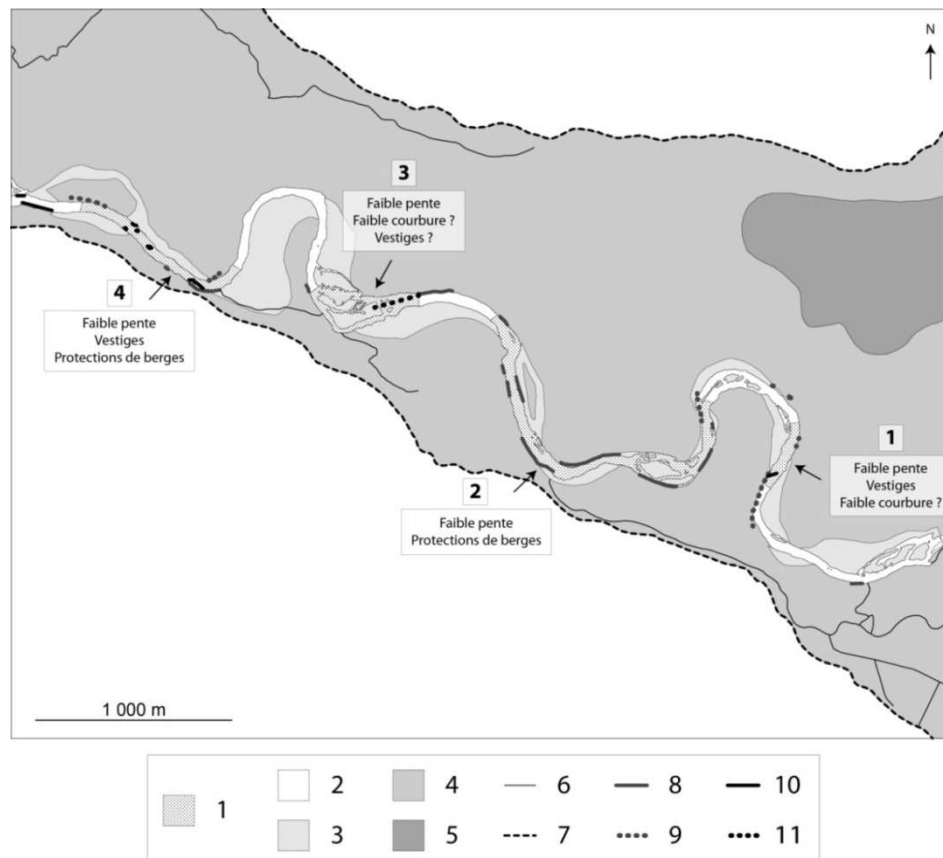 N
3
Faible pente
Faible courbure ?
Vestiges ?
4
Faible pente
Vestiges
Protections de berges
1
Faible pente
Vestiges
Faible courbure ?
2
Faible pente
Protections de berges
1 000 m
1
2
4
6
8
10
3
5
7
9
11